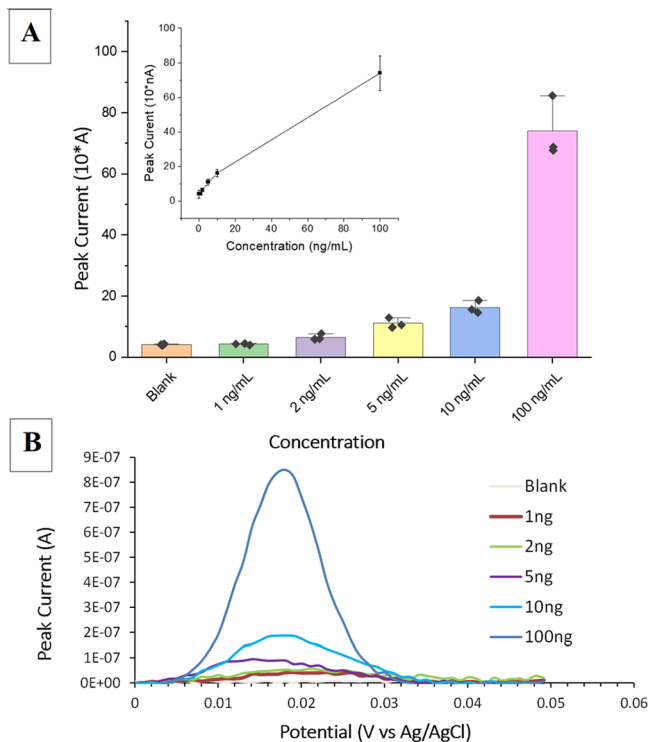 A
100
80
60
40
20
0
Peak Current (10*A)
100
80
60
40
20
0
Peak Current (10*nA)
0 20 40 60 80 100
Concentration (ng/mL)
Blank
1 ng/mL
2 ng/mL
5 ng/mL
10 ng/mL
100 ng/mL
Concentration
B
9E-07
8E-07
7E-07
6E-07
5E-07
4E-07
3E-07
2E-07
1E-07
0E+00
Peak Current (A)
Blank
1ng
2ng
5ng
10ng
100ng
0 0.01 0.02 0.03 0.04 0.05 0.06
Potential (V vs Ag/AgCl)